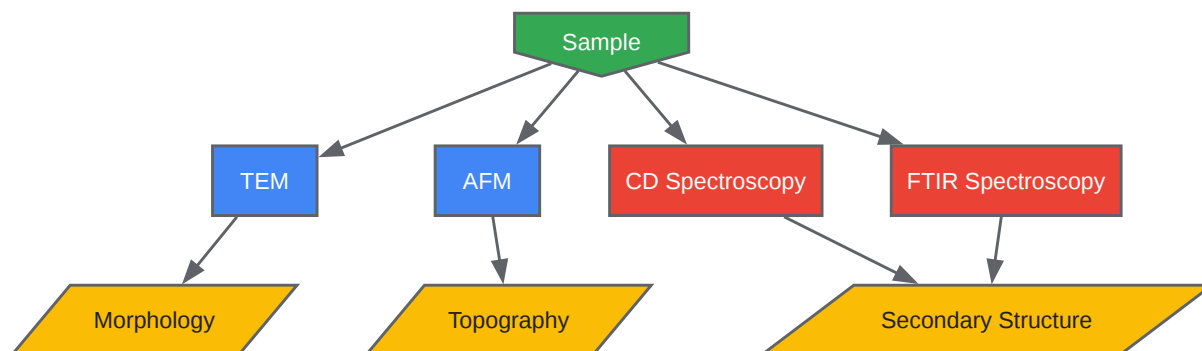 Sample
TEM
AFM
CD Spectroscopy
FTIR Spectroscopy
Morphology
Topography
Secondary Structure